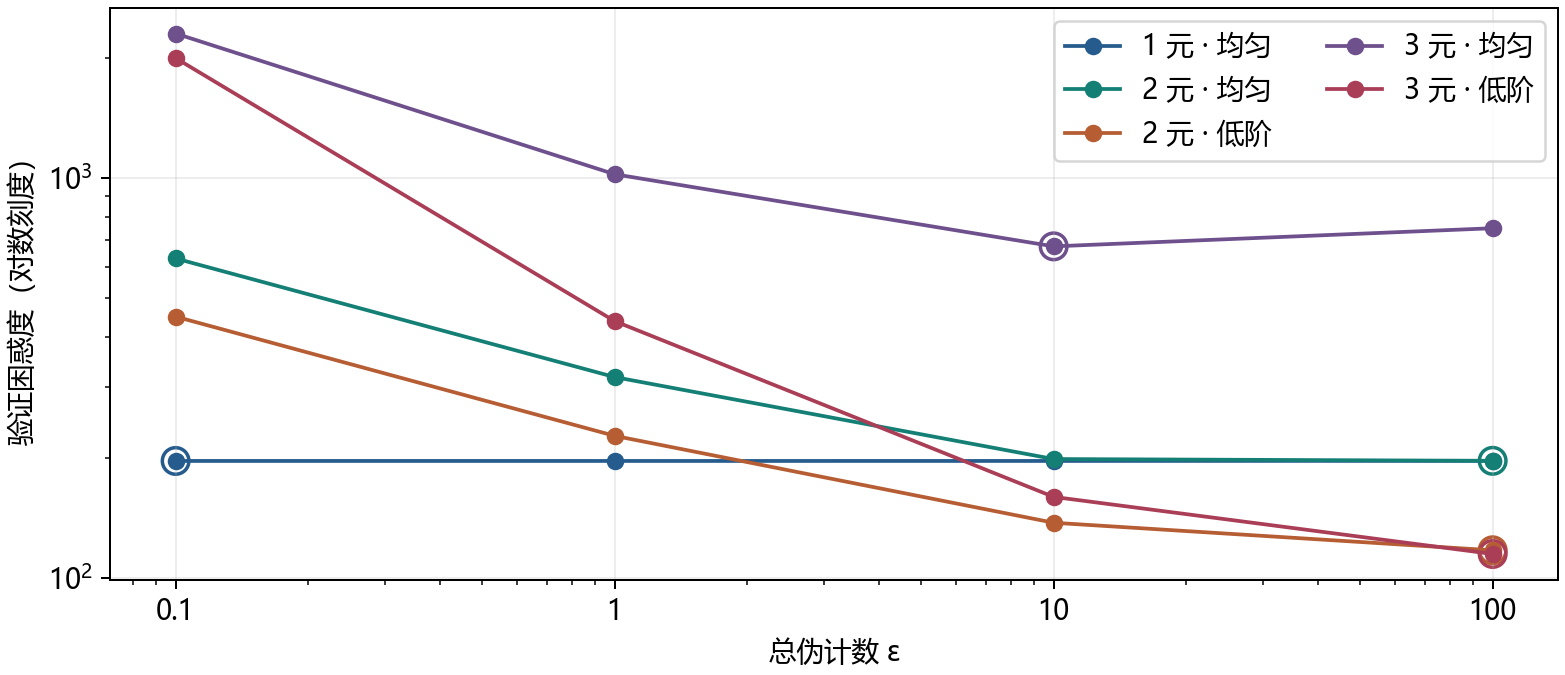 1 元 · 均匀
2 元 · 均匀
2 元 · 低阶
3 元 · 均匀
3 元 · 低阶
验证困惑度（对数刻度）
10³
10²
0.1
1
10
100
总伪计数 ε